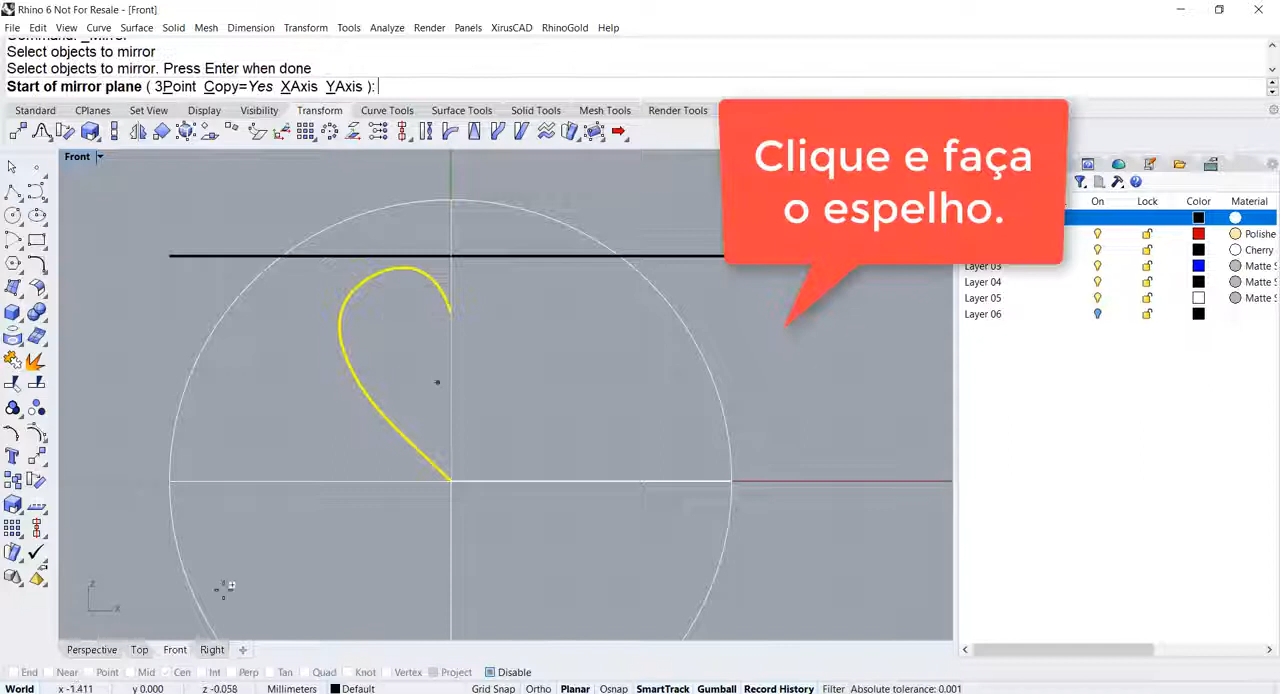 Rhino 6 Not For Resale - [Front]
File Edit View Curve Surface Solid Mesh Dimension Transform Tools Analyze Render Panels XirusCAD RhinoGold Help
Select objects to mirror
Select objects to mirror. Press Enter when done
Start of mirror plane ( 3Point Copy=Yes XAxis YAxis ):
Standard CPlanes Set View Display Visibility Transform Curve Tools Surface Tools Solid Tools Mesh Tools Render Tools
Clique e faça
o espelho.
Front
On Lock Color Material
Polishe
Cherry
Layer 03 Matte S
Layer 04 Matte S
Layer 05 Matte S
Layer 06
z
x
Perspective Top Front Right
End Near Point Mid Cen Int Perp Tan Quad Knot Vertex Project Disable
World x -1.411 y 0.000 z -0.058 Millimeters Default Grid Snap Ortho Planar Osnap SmartTrack Gumball Record History Filter Absolute tolerance: 0.001